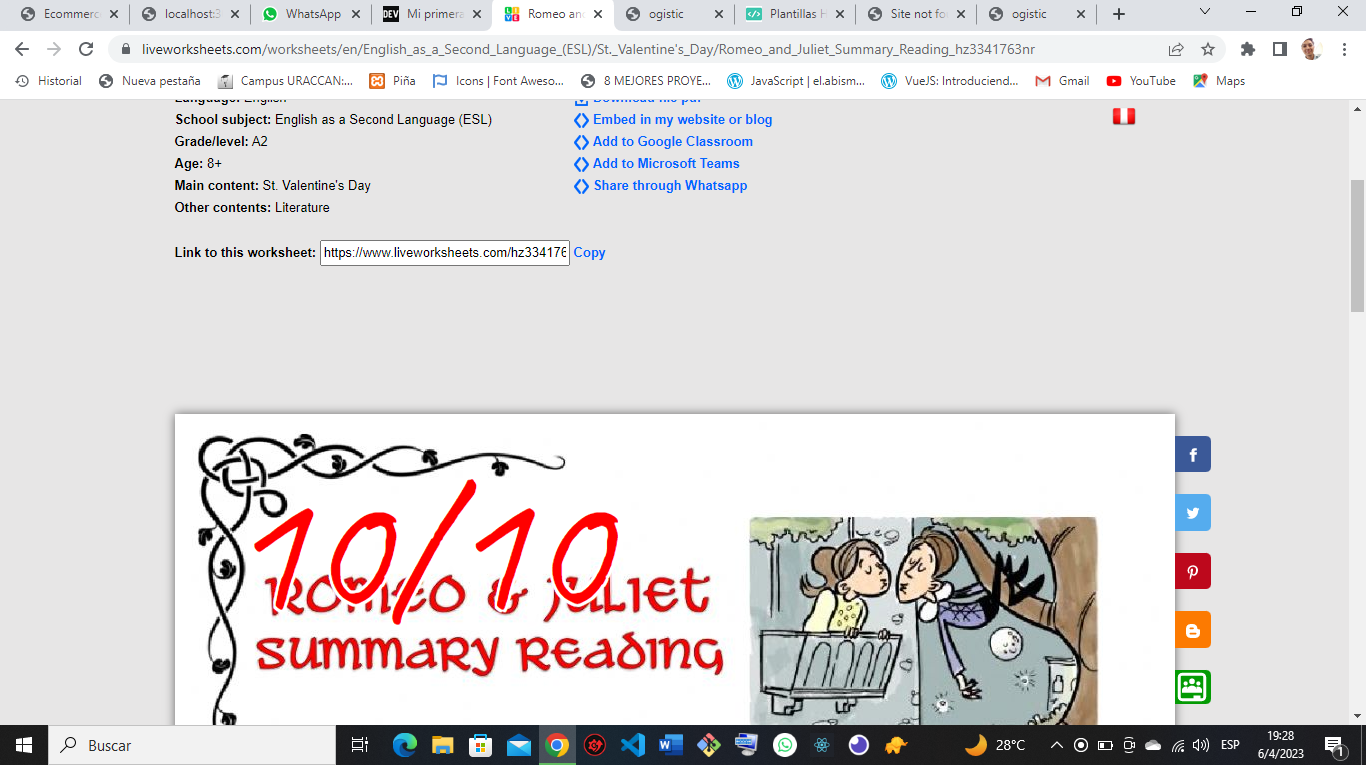 Ecommerc
localhost:3
WhatsApp
DEV
Mi primera
LIVE
Romeo and
ogistic
Plantillas H
Site not fo
ogistic
liveworksheets.com/worksheets/en/English_as_a_Second_Language_(ESL)/St._Valentine's_Day/Romeo_and_Juliet_Summary_Reading_hz3341763nr
Historial
Nueva pestaña
Campus URACCAN:...
Piña
Icons | Font Aweso...
8 MEJORES PROYE...
JavaScript | el.abism...
VueJS: Introduciend...
Gmail
YouTube
Maps
Language: English
Download file pdf
School subject: English as a Second Language (ESL)
Embed in my website or blog
Grade/level: A2
Add to Google Classroom
Age: 8+
Add to Microsoft Teams
Main content: St. Valentine's Day
Share through Whatsapp
Other contents: Literature
Link to this worksheet: https://www.liveworksheets.com/hz334176 Copy
10/10
ROMEO & JULIET
SUMMARY READING
Buscar
28°C
ESP
19:28
6/4/2023
1